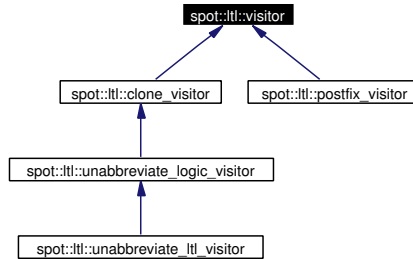 spot::ltl::visitor
spot::ltl::clone_visitor
spot::ltl::postfix_visitor
spot::ltl::unabbreviate_logic_visitor
spot::ltl::unabbreviate_ltl_visitor